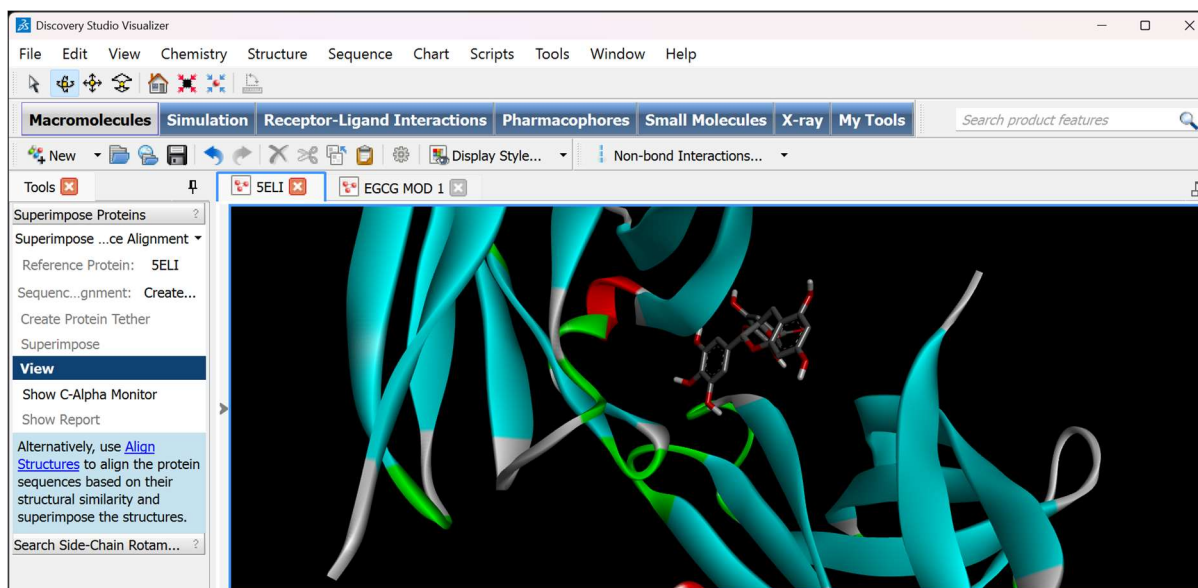 Discovery Studio Visualizer
File Edit View Chemistry Structure Sequence Chart Scripts Tools Window Help
Macromolecules Simulation Receptor-Ligand Interactions Pharmacophores Small Molecules X-ray My Tools Search product features
New Display Style... Non-bond Interactions...
Tools 5ELI EGCG MOD 1
Superimpose Proteins ?
Superimpose ...ce Alignment
Reference Protein: 5ELI
Sequenc...gnment: Create...
Create Protein Tether
Superimpose
View
Show C-Alpha Monitor
Show Report
Alternatively, use Align
Structures to align the protein
sequences based on their
structural similarity and
superimpose the structures.
Search Side-Chain Rotam... ?